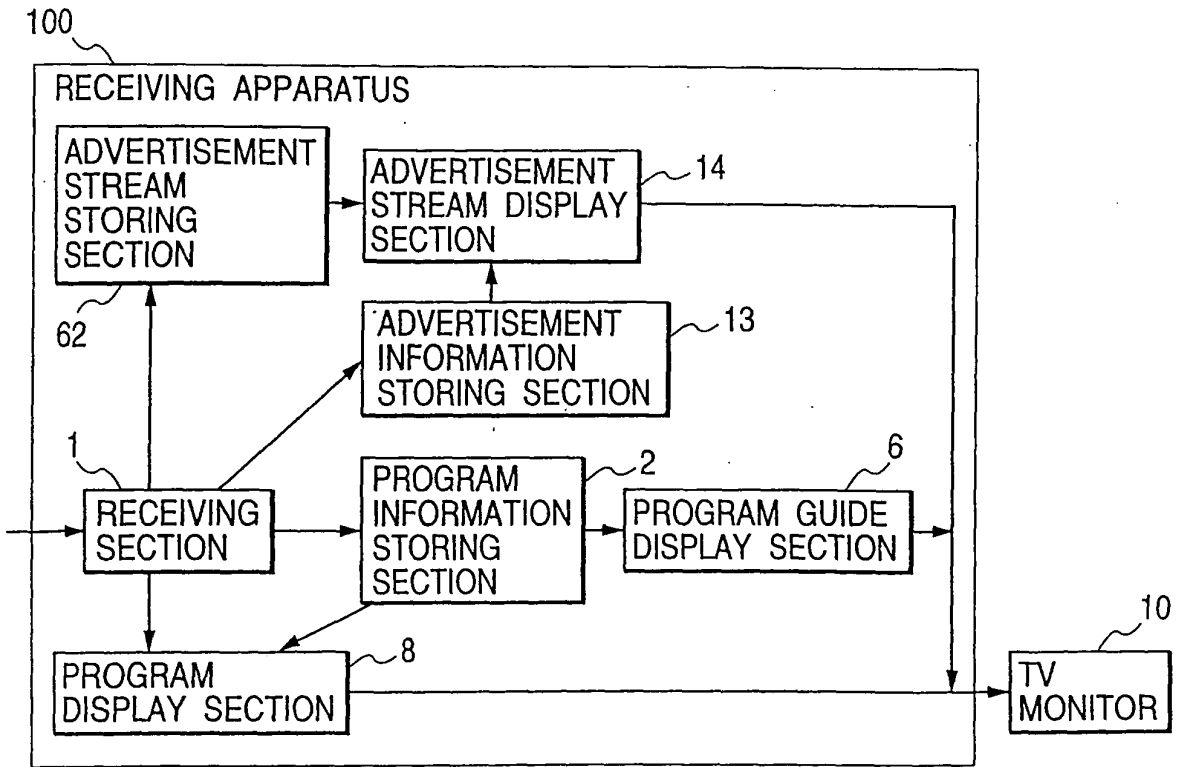 100
RECEIVING APPARATUS
ADVERTISEMENT
STREAM
STORING
SECTION
62
ADVERTISEMENT
STREAM DISPLAY
SECTION
14
ADVERTISEMENT
INFORMATION
STORING SECTION
13
1
RECEIVING
SECTION
PROGRAM
INFORMATION
STORING
SECTION
2
PROGRAM GUIDE
DISPLAY SECTION
6
PROGRAM
DISPLAY SECTION
8
TV
MONITOR
10